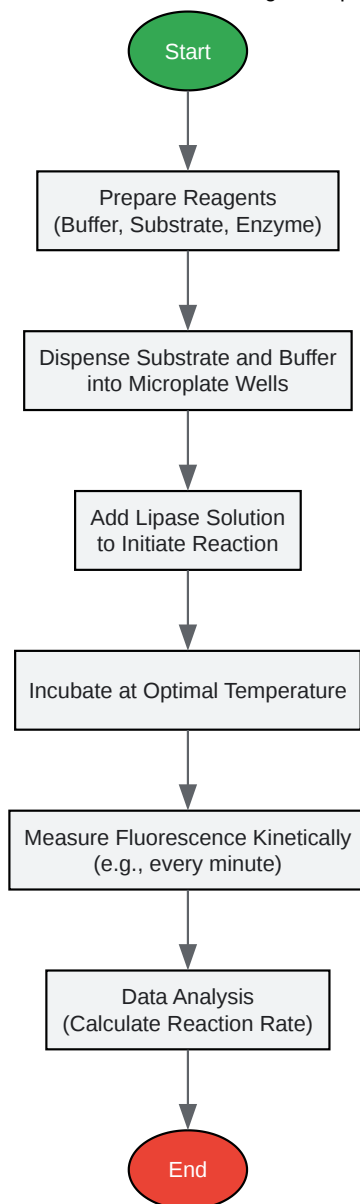 Start
Prepare Reagents
(Buffer, Substrate, Enzyme)
Dispense Substrate and Buffer
into Microplate Wells
Add Lipase Solution
to Initiate Reaction
Incubate at Optimal Temperature
Measure Fluorescence Kinetically
(e.g., every minute)
Data Analysis
(Calculate Reaction Rate)
End